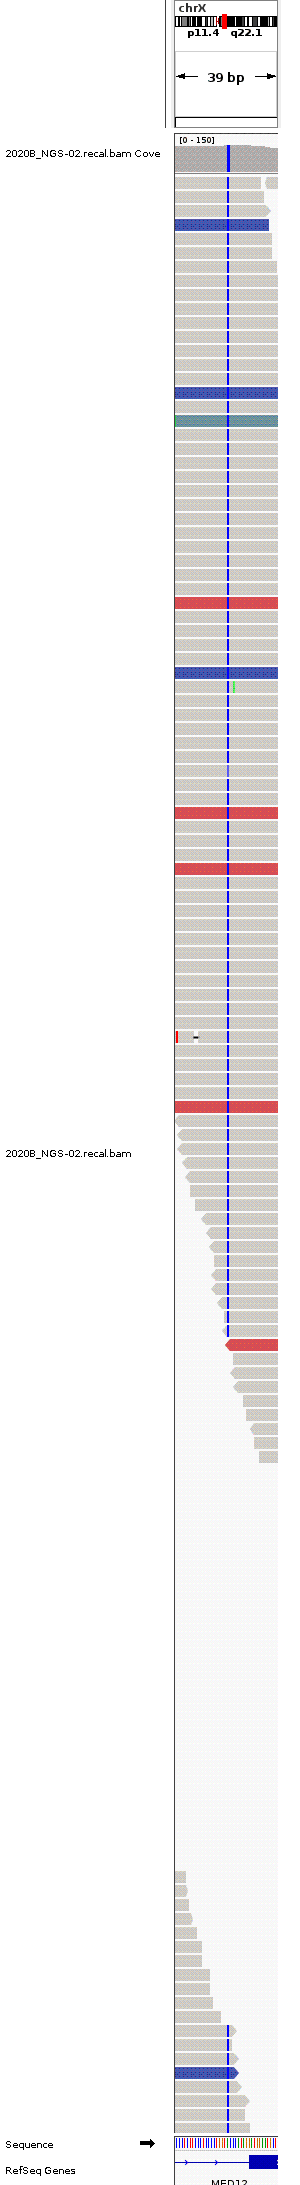 chrX
p11.4 q22.1
39 bp
[0 - 150]
2020B_NGS-02.recal.bam Cove
2020B_NGS-02.recal.bam
Sequence
RefSeq Genes
MED12